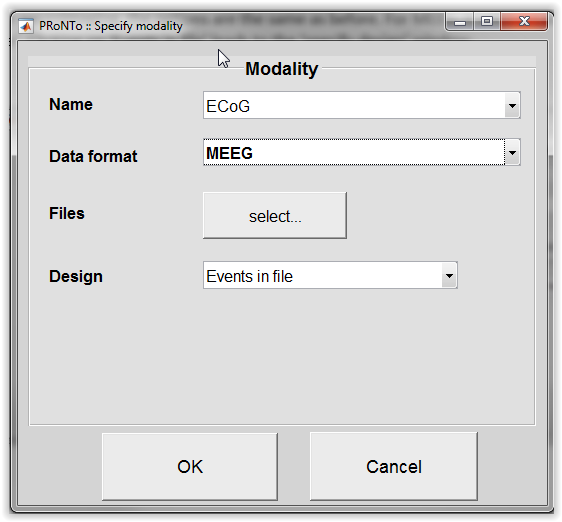 PRoNTo :: Specify modality
Modality
Name
ECoG
Data format
MEEG
Files
select...
Design
Events in file
OK
Cancel